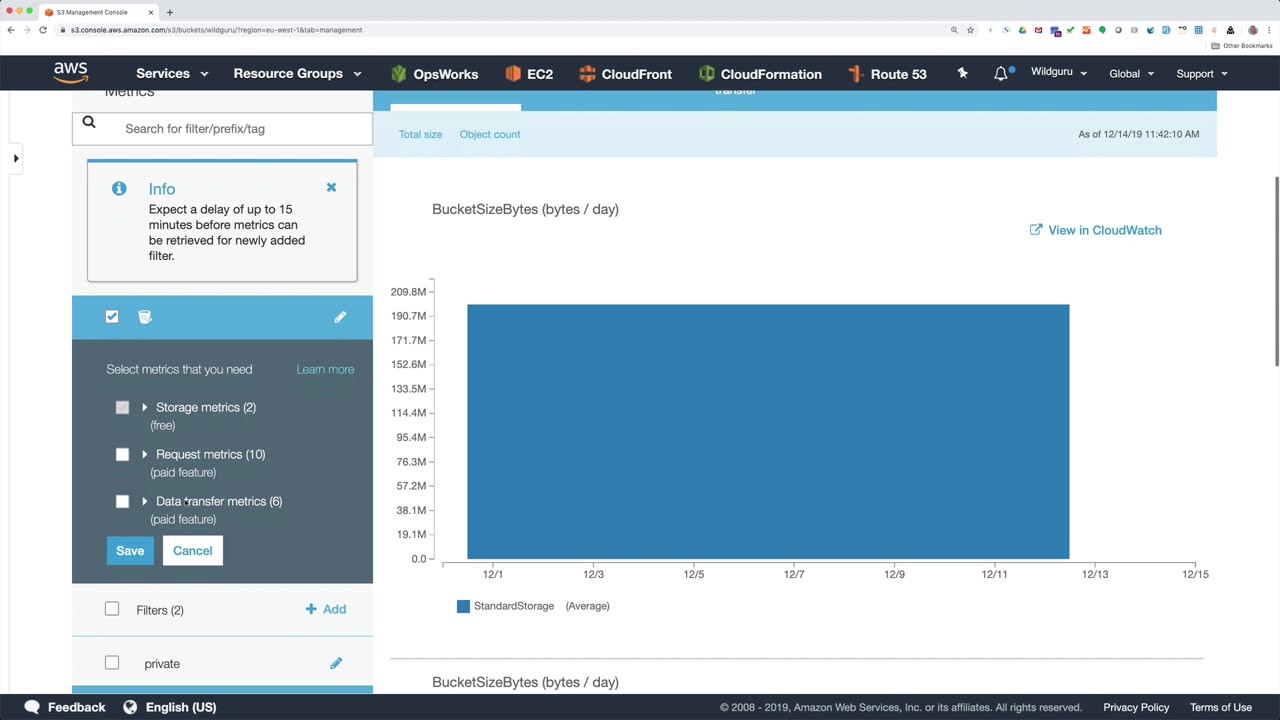 S3 Management Console
s3.console.aws.amazon.com/s3/buckets/wildguru/?region=eu-west-1&tab=management
Other Bookmarks
aws
Services
Resource Groups
OpsWorks
EC2
CloudFront
CloudFormation
Route 53
Wildguru
Global
Support
Metrics
transfer
Search for filter/prefix/tag
Total size
Object count
As of 12/14/19 11:42:10 AM
Info
Expect a delay of up to 15
minutes before metrics can
be retrieved for newly added
filter.
Select metrics that you need
Learn more
Storage metrics (2)
(free)
Request metrics (10)
(paid feature)
Data transfer metrics (6)
(paid feature)
Save
Cancel
Filters (2)
Add
private
BucketSizeBytes (bytes / day)
View in CloudWatch
209.8M
190.7M
171.7M
152.6M
133.5M
114.4M
95.4M
76.3M
57.2M
38.1M
19.1M
0.0
12/1
12/3
12/5
12/7
12/9
12/11
12/13
12/15
StandardStorage (Average)
BucketSizeBytes (bytes / day)
Feedback
English (US)
© 2008 - 2019, Amazon Web Services, Inc. or its affiliates. All rights reserved.
Privacy Policy
Terms of Use